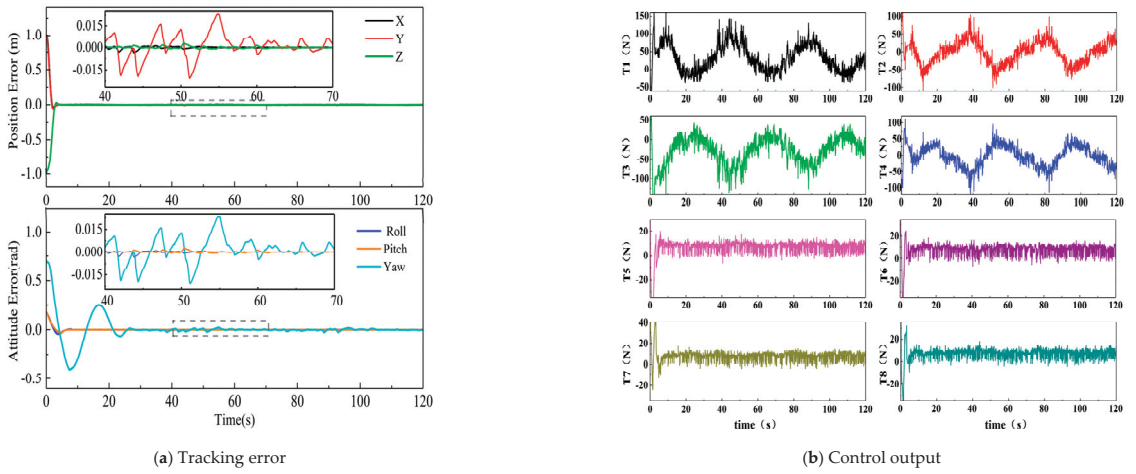 Position Error (m)
1.0
0.5
0.0
-0.5
-1.0
0.015
0.000
-0.015
40 50 60 70
X
Y
Z
0 20 40 60 80 100 120
Attitude Error(rad)
1.0
0.5
0.0
-0.5
0.015
0.000
-0.015
40 50 60 70
Roll
Pitch
Yaw
0 20 40 60 80 100 120
Time(s)
(a) Tracking error
T1 (N)
150
100
50
0
-50
0 20 40 60 80 100 120
T2 (N)
100
50
0
-50
-100
0 20 40 60 80 100 120
T3 (N)
50
0
-50
-100
0 20 40 60 80 100 120
T4 (N)
100
50
0
-50
-100
0 20 40 60 80 100 120
T5 (N)
20
0
-20
0 20 40 60 80 100 120
T6 (N)
20
0
-20
0 20 40 60 80 100 120
T7 (N)
40
20
0
-20
0 20 40 60 80 100 120
time (s)
T8 (N)
40
20
0
-20
0 20 40 60 80 100 120
time (s)
(b) Control output